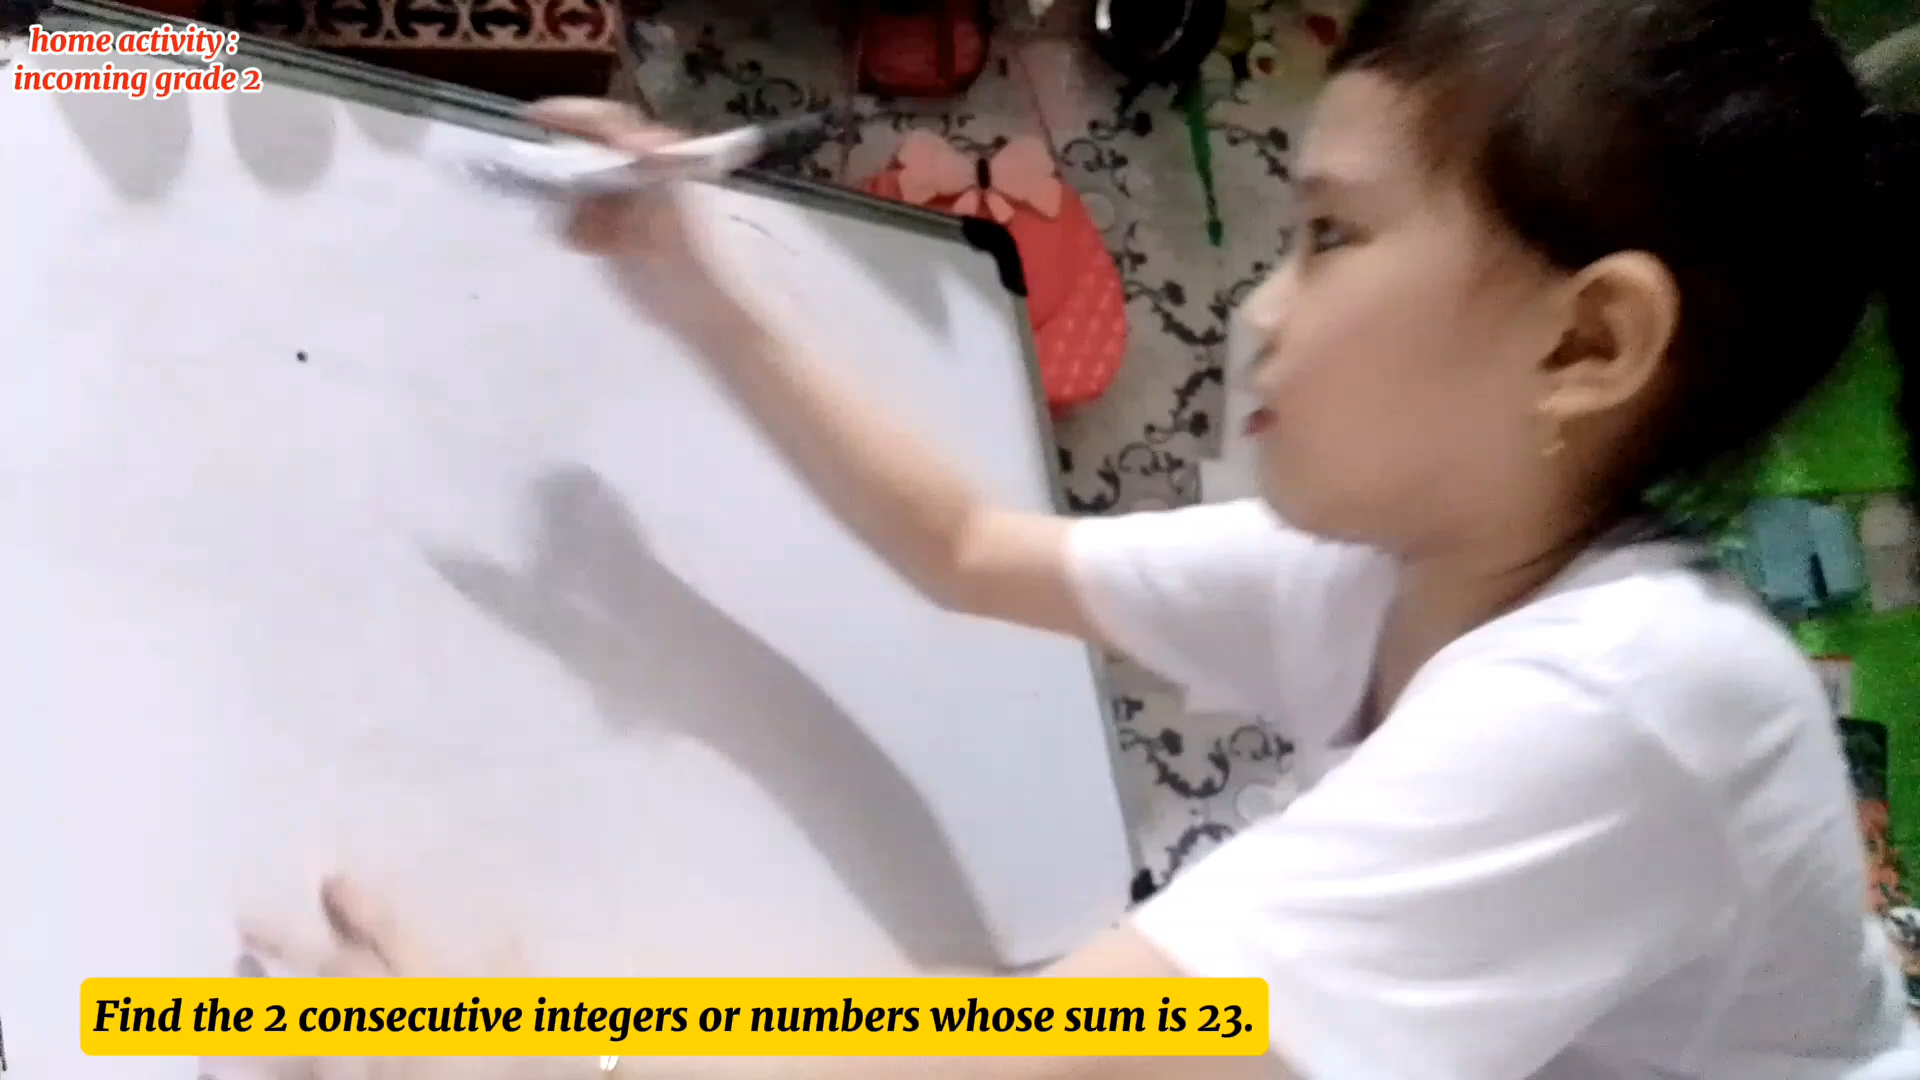 home activity :
incoming grade 2
Find the 2 consecutive integers or numbers whose sum is 23.